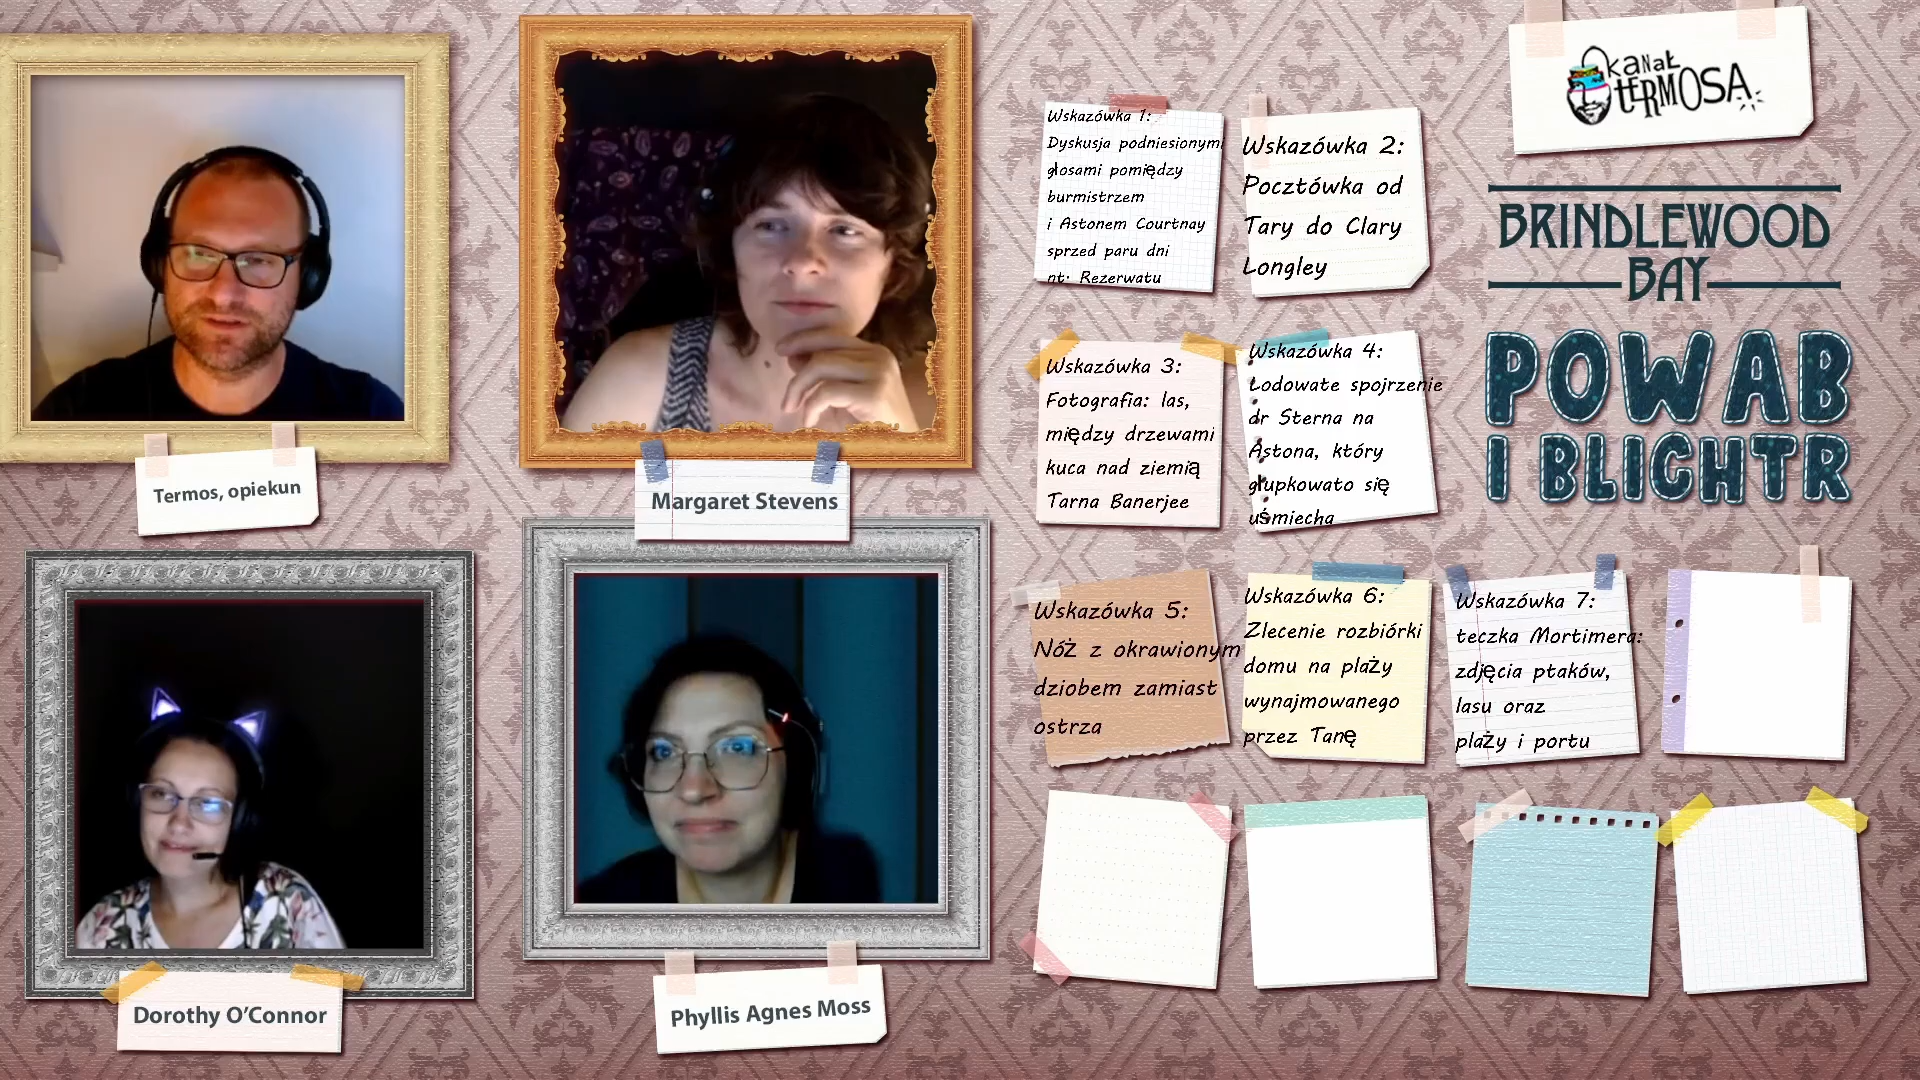 Termos, opiekun
Margaret Stevens
Dorothy O'Connor
Phyllis Agnes Moss
Wskazówka 1:
Dyskusja podniesionym
głosami pomiędzy
burmistrzem
i Astonem Courtnay
sprzed paru dni
nt. Rezerwatu
Wskazówka 2:
Pocztówka od
Tary do Clary
Longley
Wskazówka 3:
Fotografia: las,
między drzewami
kuca nad ziemią
Tarna Banerjee
Wskazówka 4:
Lodowate spojrzenie
dr Sterna na
Astona, który
głupkowato się
uśmiecha
Wskazówka 5:
Nóż z okrawionym
dziobem zamiast
ostrza
Wskazówka 6:
Zlecenie rozbiórki
domu na plaży
wynajmowanego
przez Tanę
Wskazówka 7:
teczka Mortimera:
zdjęcia ptaków,
lasu oraz
plaży i portu
kanał
termosa
BRINDLEWOOD
BAY
POWAB
I BLICHTR